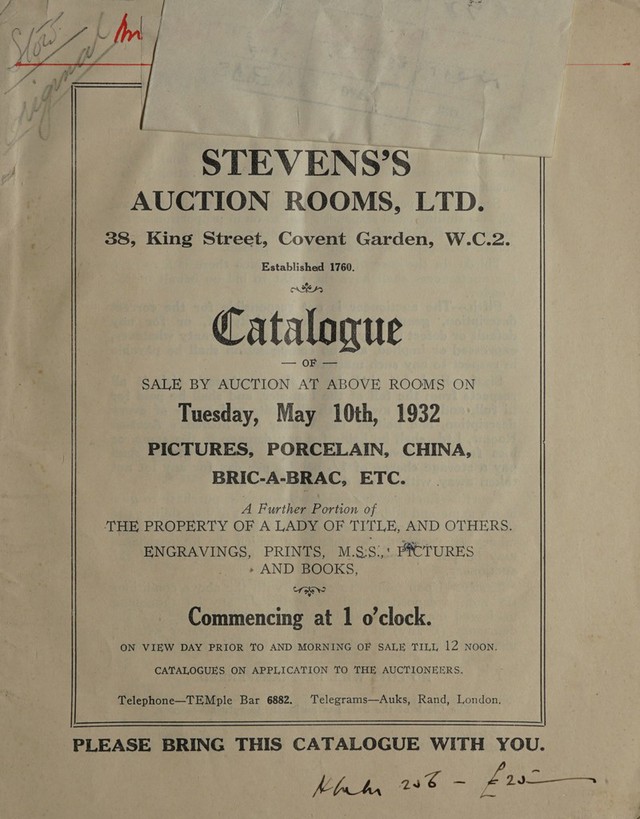 Original
STEVENS'S
AUCTION ROOMS, LTD.
38, King Street, Covent Garden, W.C.2.
Established 1760.
Catalogue
— OF —
SALE BY AUCTION AT ABOVE ROOMS ON
Tuesday, May 10th, 1932
PICTURES, PORCELAIN, CHINA,
BRIC-A-BRAC, ETC.
A Further Portion of
THE PROPERTY OF A LADY OF TITLE, AND OTHERS.
ENGRAVINGS, PRINTS, M.S.S., PICTURES
AND BOOKS,
Commencing at 1 o'clock.
ON VIEW DAY PRIOR TO AND MORNING OF SALE TILL 12 NOON.
CATALOGUES ON APPLICATION TO THE AUCTIONEERS.
Telephone—TEMple Bar 6882. Telegrams—Auks, Rand, London.
PLEASE BRING THIS CATALOGUE WITH YOU.
206 — £20